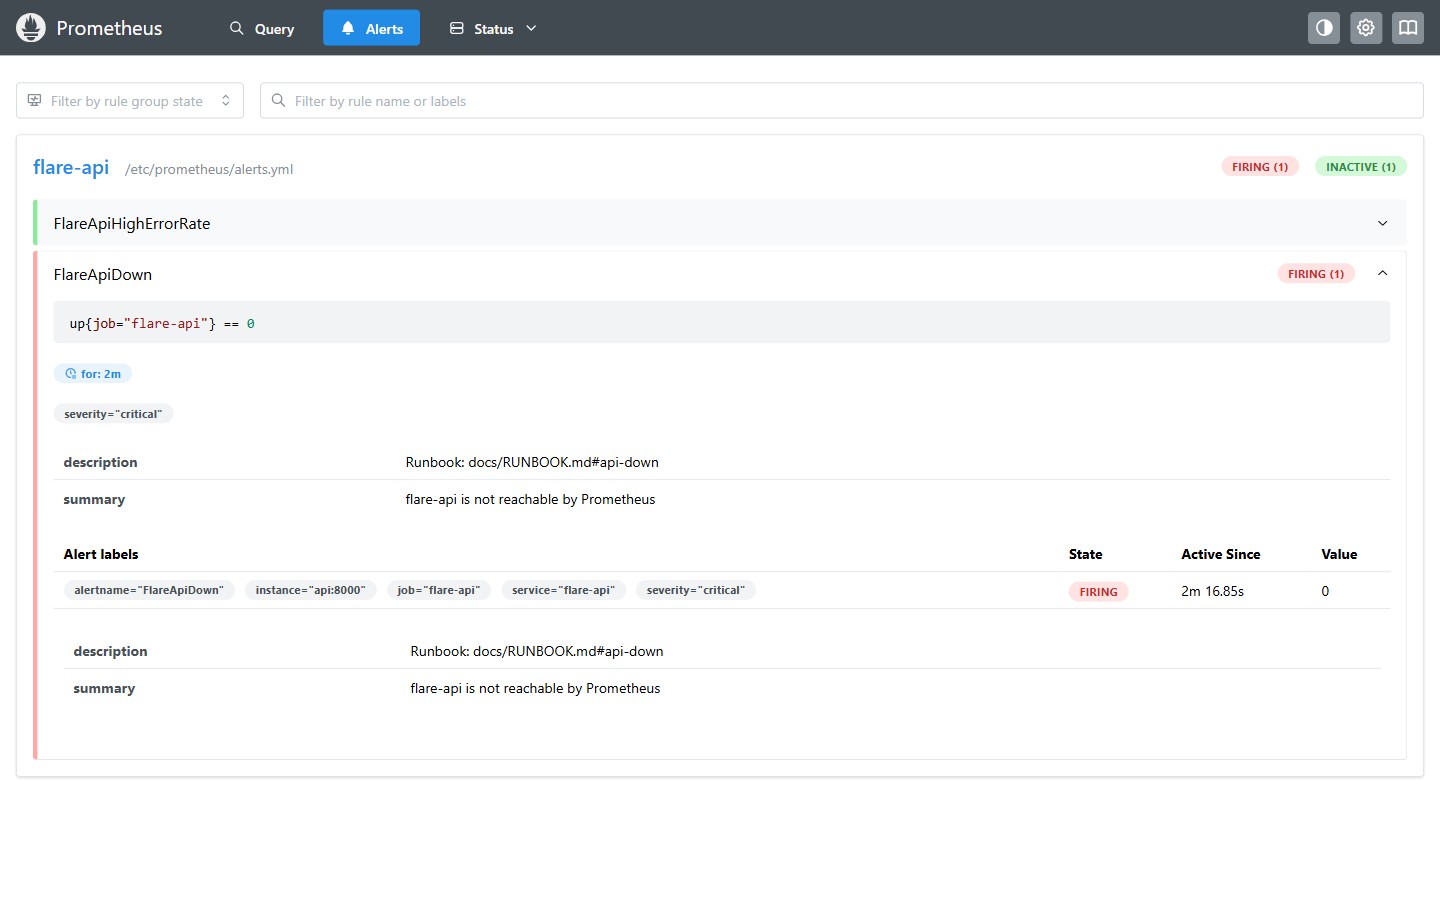 Prometheus Query Alerts Status
Filter by rule group state Filter by rule name or labels
flare-api /etc/prometheus/alerts.yml FIRING (1) INACTIVE (1)
FlareApiHighErrorRate
FlareApiDown FIRING (1)
up{job="flare-api"} == 0
for: 2m
severity="critical"
description Runbook: docs/RUNBOOK.md#api-down
summary flare-api is not reachable by Prometheus
Alert labels State Active Since Value
alertname="FlareApiDown" instance="api:8000" job="flare-api" service="flare-api" severity="critical" FIRING 2m 16.85s 0
description Runbook: docs/RUNBOOK.md#api-down
summary flare-api is not reachable by Prometheus